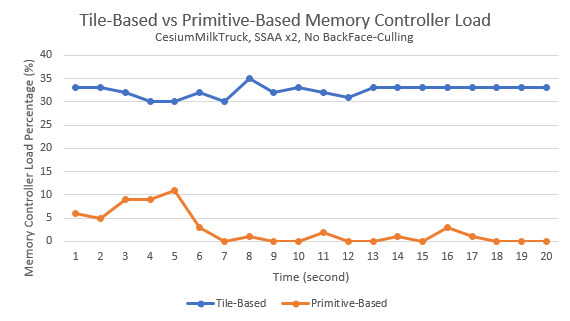 Tile-Based vs Primitive-Based Memory Controller Load
CesiumMilkTruck, SSAA x2, No BackFace-Culling
Memory Controller Load Percentage (%)
40
35
30
25
20
15
10
5
0
1 2 3 4 5 6 7 8 9 10 11 12 13 14 15 16 17 18 19 20
Time (second)
Tile-Based Primitive-Based